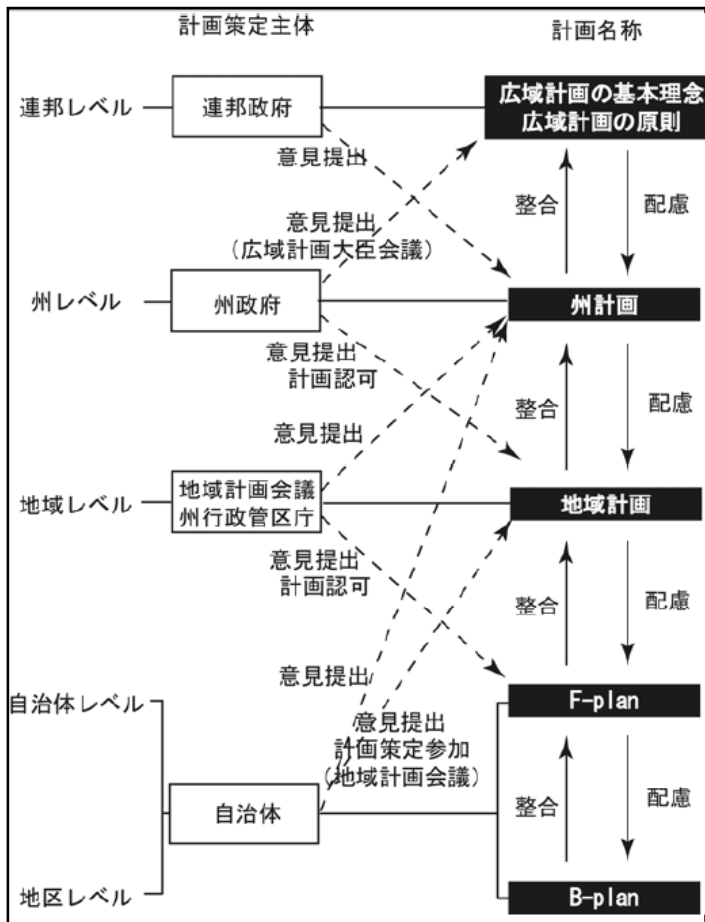 計画策定主体
計画名称
連邦レベル
連邦政府
広域計画の基本理念
広域計画の原則
意見提出
整合
配慮
意見提出
(広域計画大臣会議)
州レベル
州政府
州計画
意見提出
計画認可
整合
配慮
意見提出
地域レベル
地域計画会議
州行政管区庁
地域計画
意見提出
計画認可
整合
配慮
意見提出
自治体レベル
F-plan
意見提出
計画策定参加
(地域計画会議)
自治体
整合
配慮
地区レベル
B-plan